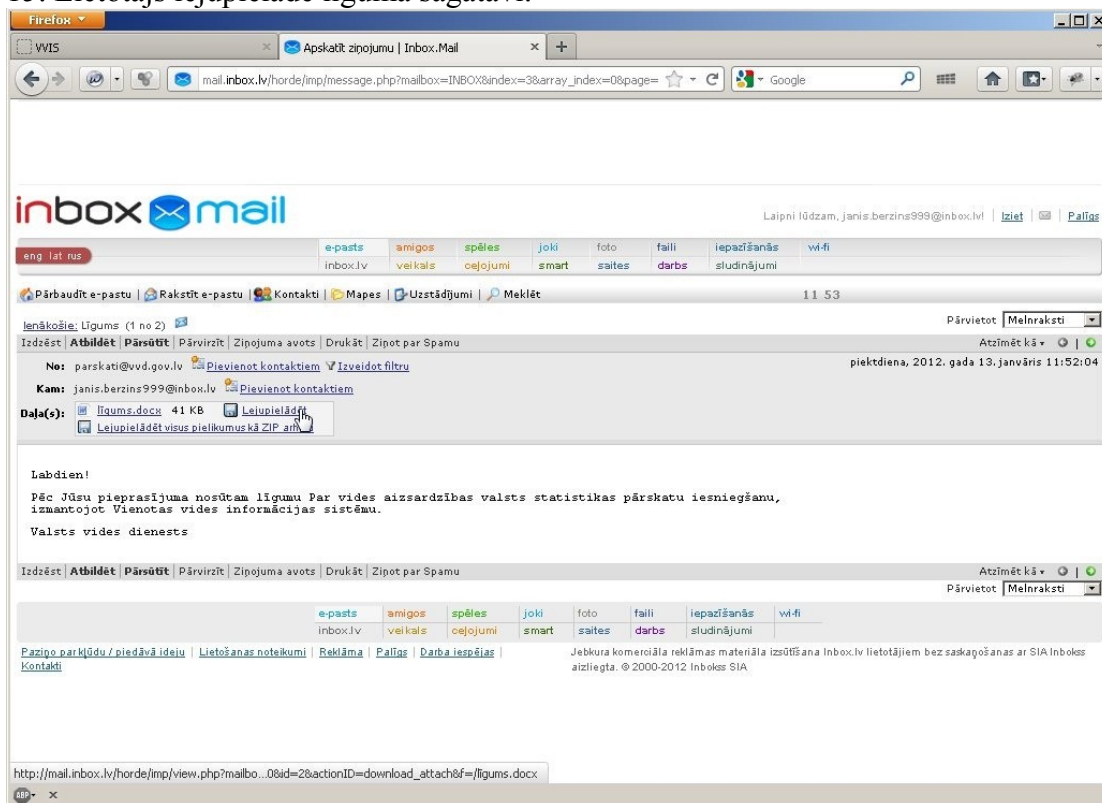 Lietotājs lejupielādē līguma sagatavi.
Firefox
VVIS × Apskatīt ziņojumu | Inbox.Mail × +
mail.inbox.lv/horde/imp/message.php?mailbox=INBOX&index=3&array_index=0&page= Google
inbox mail
Laipni lūdzam, janis.berzins999@inbox.lv! | Iziet | Palīgs
eng lat rus
e-pasts amigos spēles joki foto faili iepazīšanās wi-fi
inbox.lv veikals ceļojumi smart saites darbs sludinājumi
Pārbaudīt e-pastu | Rakstīt e-pastu | Kontakti | Mapes | Uzstādījumi | Meklēt 11 53
Ienākošie: Līgums (1 no 2) Pārvietot Melnraksti
Izdzēst | Atbildēt | Pārsūtīt | Pārvirzīt | Ziņojuma avots | Drukāt | Ziņot par Spamu Atzīmēt kā
No: parskati@vvd.gov.lv Pievienot kontaktiem Izveidot filtru piektdiena, 2012. gada 13. janvāris 11:52:04
Kam: janis.berzins999@inbox.lv Pievienot kontaktiem
Daļa(s): līgums.docx 41 KB Lejupielādēt
Lejupielādēt visus pielikumus kā ZIP
Labdien!
Pēc Jūsu pieprasījuma nosūtam līgumu Par vides aizsardzības valsts statistikas pārskatu iesniegšanu,
izmantojot Vienotas vides informācijas sistēmu.
Valsts vides dienests
Izdzēst | Atbildēt | Pārsūtīt | Pārvirzīt | Ziņojuma avots | Drukāt | Ziņot par Spamu Atzīmēt kā
Pārvietot Melnraksti
e-pasts amigos spēles joki foto faili iepazīšanās wi-fi
inbox.lv veikals ceļojumi smart saites darbs sludinājumi
Paziņo par kļūdu / piedāvā ideju | Lietošanas noteikumi | Reklāma | Palīgs | Darba iespējas |
Kontakti
Jebkura komerciāla reklāmas materiāla izsūtīšana Inbox.lv lietotājiem bez saskaņošanas ar SIA Inbokss
aizliegta. © 2000-2012 Inbokss SIA
http://mail.inbox.lv/horde/imp/view.php?mailbo...0&id=2&actionID=download_attach&f=/līgums.docx
ABP ×